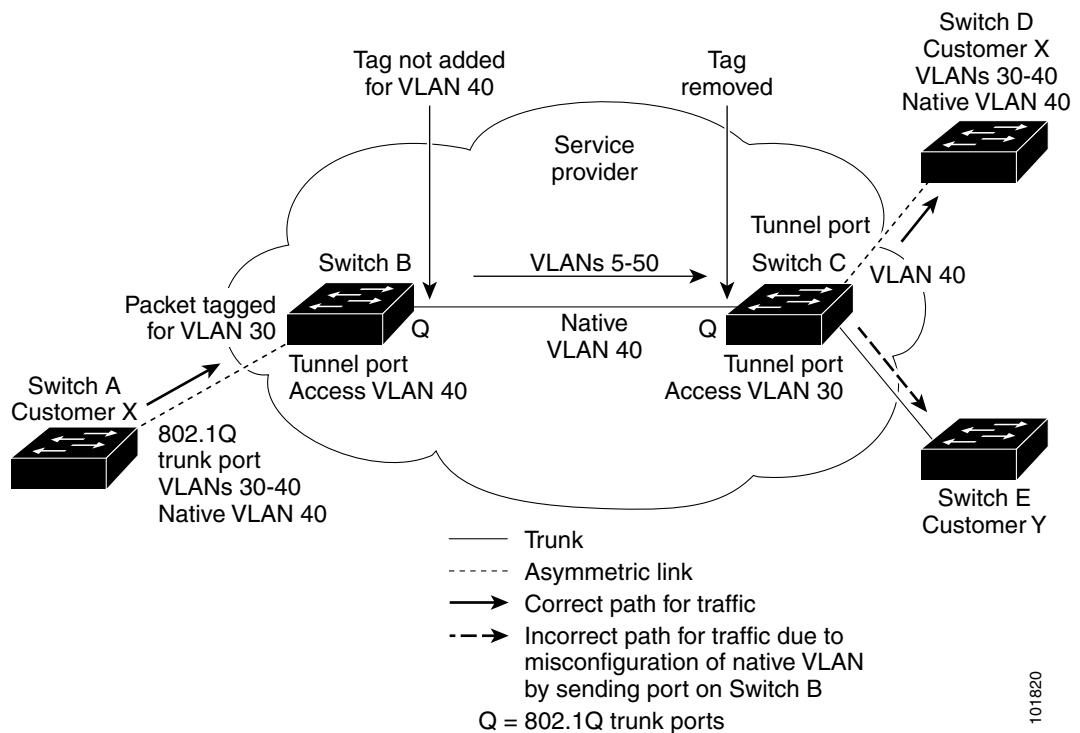 Tag not added
for VLAN 40
Tag
removed
Switch D
Customer X
VLANs 30-40
Native VLAN 40
Service
provider
Tunnel port
Switch B
VLANs 5-50
Switch C
VLAN 40
Packet tagged
for VLAN 30
Q
Native
VLAN 40
Q
Tunnel port
Access VLAN 40
Tunnel port
Access VLAN 30
Switch A
Customer X
802.1Q
trunk port
VLANs 30-40
Native VLAN 40
Switch E
Customer Y
Trunk
Asymmetric link
Correct path for traffic
Incorrect path for traffic due to
misconfiguration of native VLAN
by sending port on Switch B
Q = 802.1Q trunk ports
101820